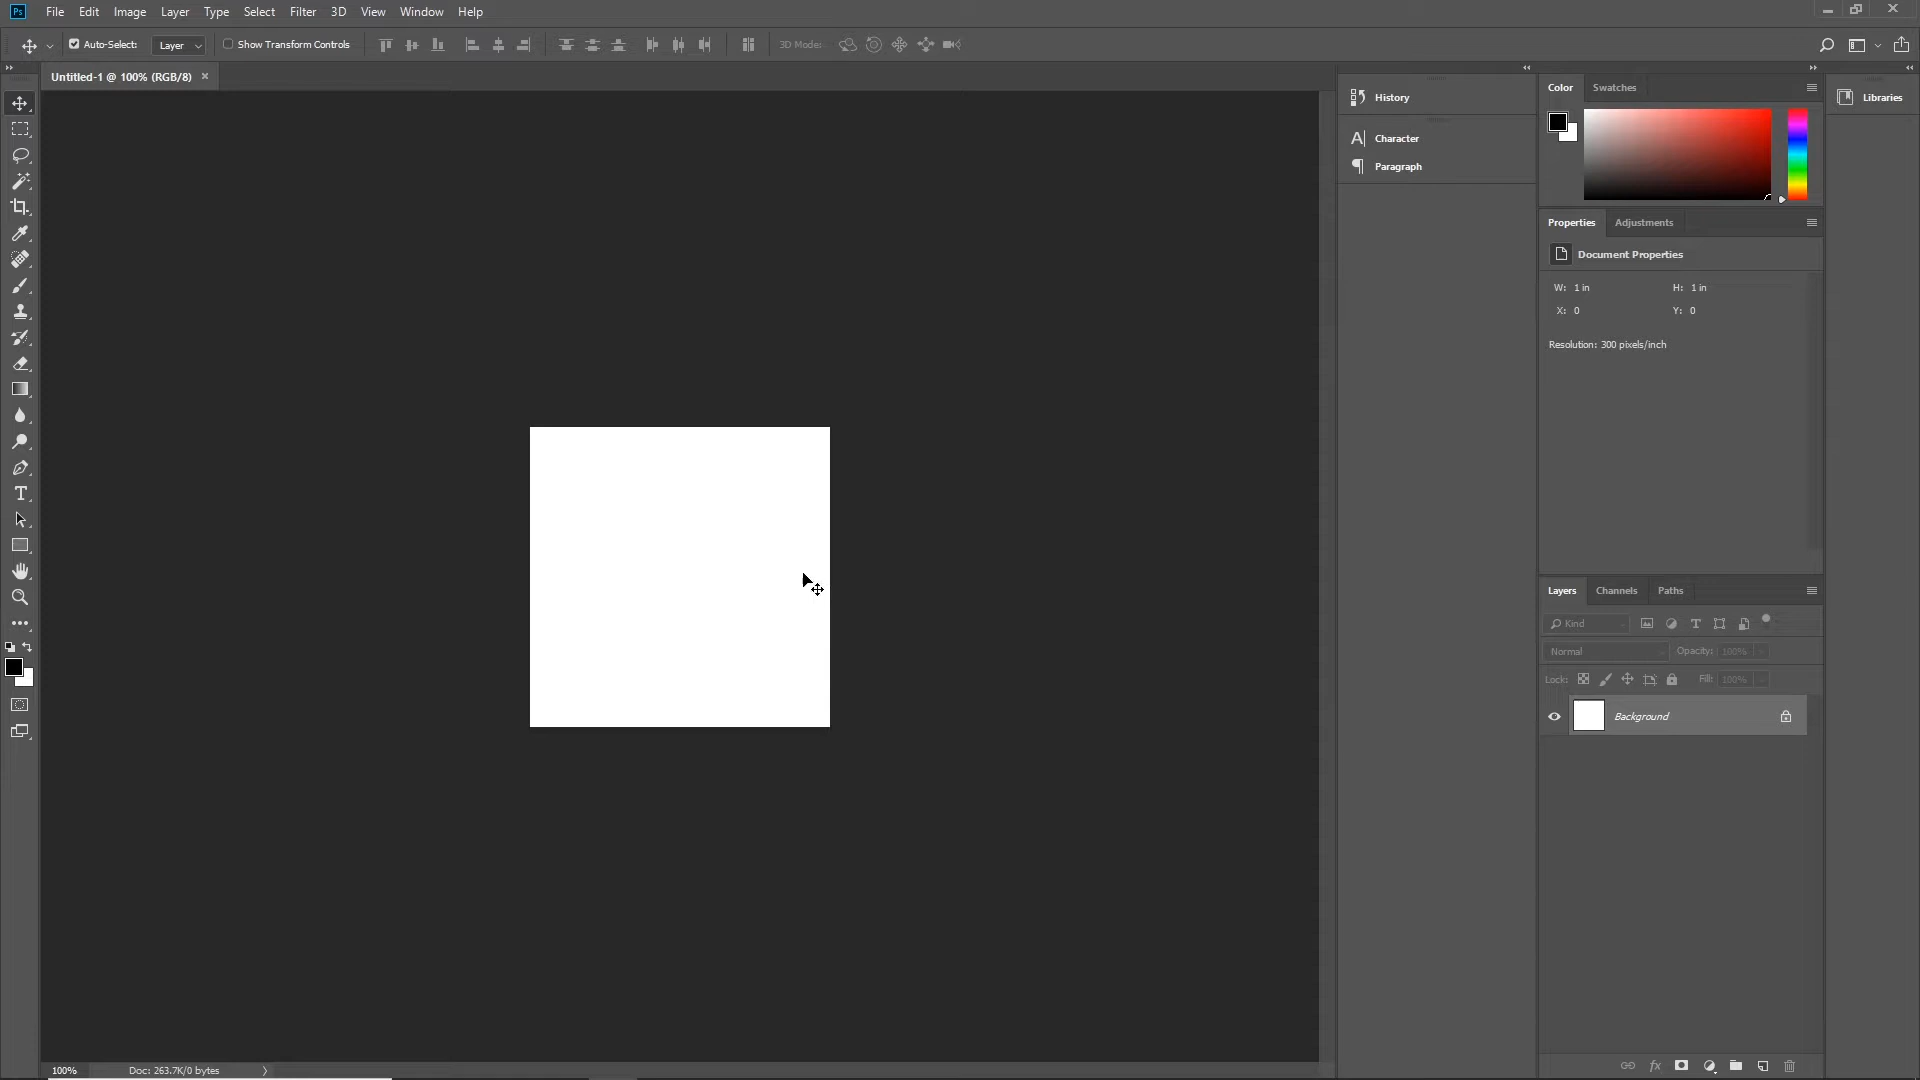 Ps File Edit Image Layer Type Select Filter 3D View Window Help
Auto-Select: Layer Show Transform Controls 3D Mode:
Untitled-1 @ 100% (RGB/8)
History
Character
Paragraph
Color Swatches
Libraries
Properties Adjustments
Document Properties
W: 1 in H: 1 in
X: 0 Y: 0
Resolution: 300 pixels/inch
Layers Channels Paths
Kind
Normal Opacity: 100%
Lock: Fill: 100%
Background
100% Doc: 263.7K/0 bytes